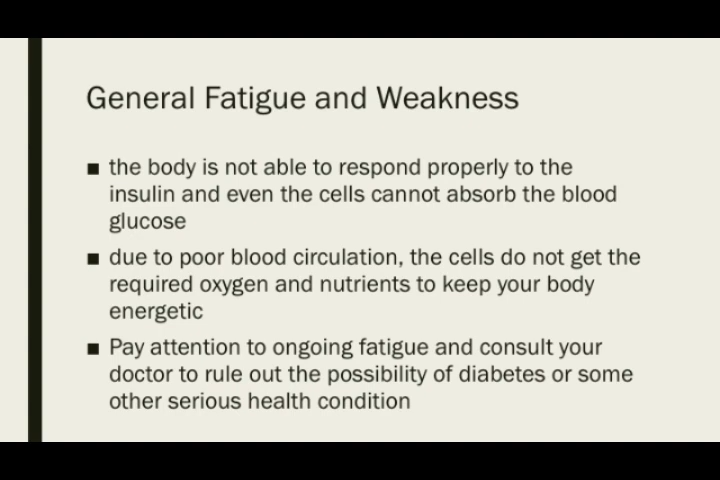 General Fatigue and Weakness
■ the body is not able to respond properly to the
insulin and even the cells cannot absorb the blood
glucose
■ due to poor blood circulation, the cells do not get the
required oxygen and nutrients to keep your body
energetic
■ Pay attention to ongoing fatigue and consult your
doctor to rule out the possibility of diabetes or some
other serious health condition